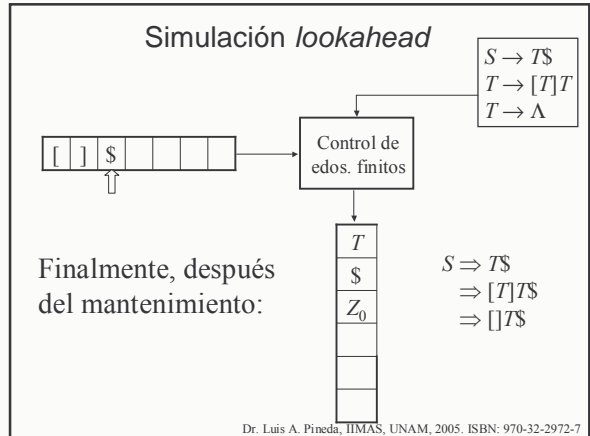 Simulación lookahead
S → T$
T → [T]T
T → Λ
[ ] $
Control de
edos. finitos
T
$
Z₀
Finalmente, después
del mantenimiento:
S ⇒ T$
⇒ [T]T$
⇒ []T$
Dr. Luis A. Pineda, IIMAS, UNAM, 2005. ISBN: 970-32-2972-7